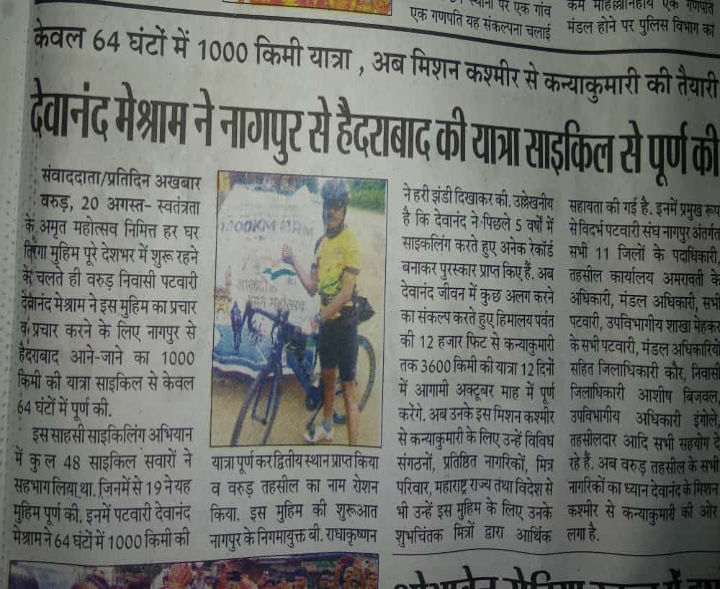 स्थानों पर एक गांव
एक गणपति यह संकल्पना चलाई
कम
एक गणपति
मंडल होने पर पुलिस विभाग का
केवल 64 घंटों में 1000 किमी यात्रा , अब मिशन कश्मीर से कन्याकुमारी की तैयारी
देवानंद मेश्राम ने नागपुर से हैदराबाद की यात्रा साइकिल से पूर्ण की
संवाददाता/प्रतिदिन अखबार
वरुड़, 20 अगस्त- स्वतंत्रता
के अमृत महोत्सव निमित्त हर घर
तिरंगा मुहिम पूरे देशभर में शुरू रहने
के चलते ही वरुड़ निवासी पटवारी
देवानंद मेश्राम ने इस मुहिम का प्रचार
व प्रचार करने के लिए नागपुर से
हैदराबाद आने-जाने का 1000
किमी की यात्रा साइकिल से केवल
64 घंटों में पूर्ण की.
इस साहसी साइकिलिंग अभियान
में कुल 48 साइकिल सवारों ने
सहभाग लिया था. जिनमें से 19 ने यह
मुहिम पूर्ण की. इनमें पटवारी देवानंद
मेश्राम ने 64 घंटों में 1000 किमी की
यात्रा पूर्ण कर द्वितीय स्थान प्राप्त किया
व वरुड़ तहसील का नाम रोशन
किया. इस मुहिम की शुरूआत
नागपुर के निगमायुक्त बी. राधाकृष्णन
ने हरी झंडी दिखाकर की. उल्लेखनीय
है कि देवानंद ने पिछले 5 वर्षों में
साइकलिंग करते हुए अनेक रेकॉर्ड
बनाकर पुरस्कार प्राप्त किए हैं. अब
देवानंद जीवन में कुछ अलग करने
का संकल्प करते हुए हिमालय पर्वत
की 12 हजार फिट से कन्याकुमारी
तक 3600 किमी की यात्रा 12 दिनों
में आगामी अक्टूबर माह में पूर्ण
करेंगे. अब उनके इस मिशन कश्मीर
से कन्याकुमारी के लिए उन्हें विविध
संगठनों, प्रतिष्ठित नागरिकों, मित्र
परिवार, महाराष्ट्र राज्य तथा विदेश से
भी उन्हें इस मुहिम के लिए उनके
शुभचिंतक मित्रों द्वारा आर्थिक
सहायता की गई है. इनमें प्रमुख रूप
से विदर्भ पटवारी संघ नागपुर अंतर्गत
सभी 11 जिलों के पदाधिकारी,
तहसील कार्यालय अमरावती के
अधिकारी, मंडल अधिकारी, सभी
पटवारी, उपविभागीय शाखा मेहकर
के सभी पटवारी, मंडल अधिकारियों
सहित जिलाधिकारी कौर, निवासी
जिलाधिकारी आशीष बिजवल,
उपविभागीय अधिकारी इंगोले,
तहसीलदार आदि सभी सहयोग दे
रहे हैं. अब वरुड़ तहसील के सभी
नागरिकों का ध्यान देवानंद के मिशन
कश्मीर से कन्याकुमारी की ओर
लगा है.